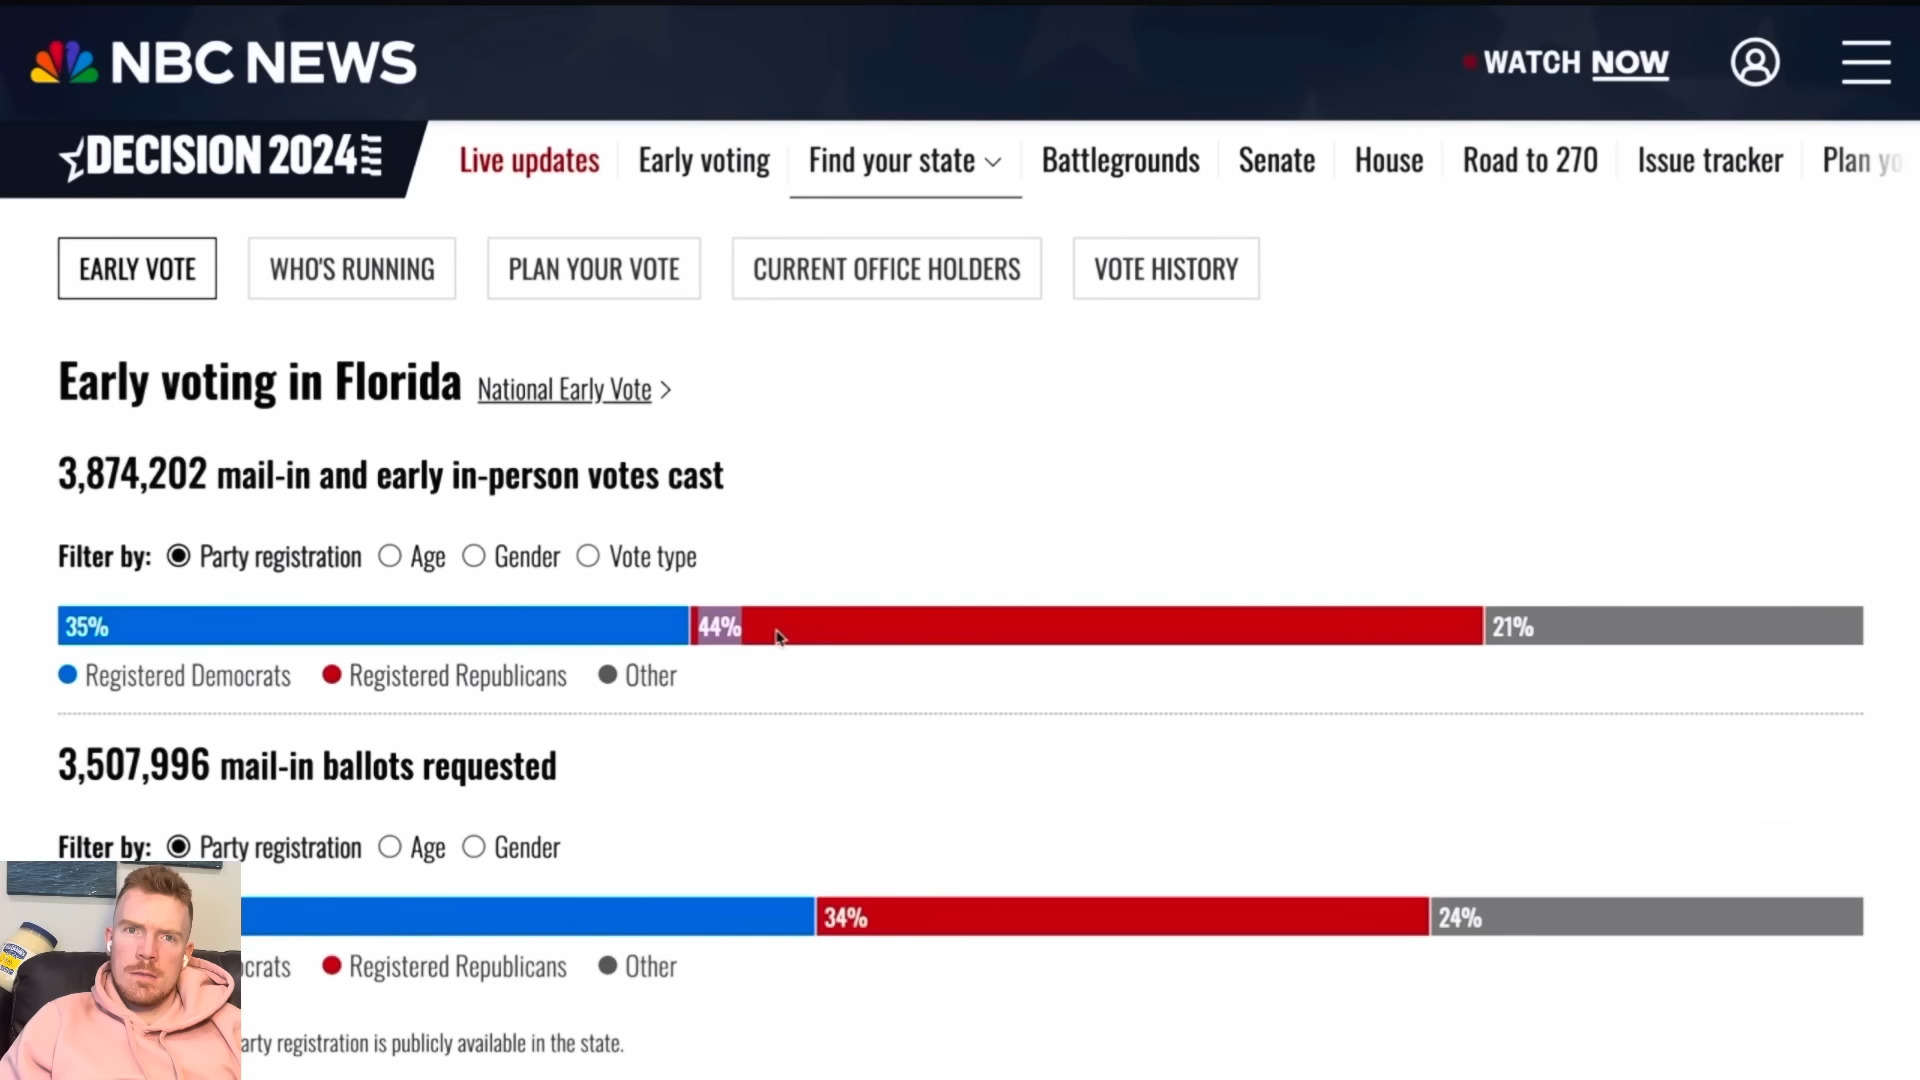 NBC NEWS
WATCH NOW
DECISION 2024
Live updates
Early voting
Find your state
Battlegrounds
Senate
House
Road to 270
Issue tracker
Plan yo
EARLY VOTE
WHO'S RUNNING
PLAN YOUR VOTE
CURRENT OFFICE HOLDERS
VOTE HISTORY
Early voting in Florida National Early Vote >
3,874,202 mail-in and early in-person votes cast
Filter by: Party registration Age Gender Vote type
35% 44% 21%
Registered Democrats Registered Republicans Other
3,507,996 mail-in ballots requested
Filter by: Party registration Age Gender
34% 24%
ocrats Registered Republicans Other
arty registration is publicly available in the state.